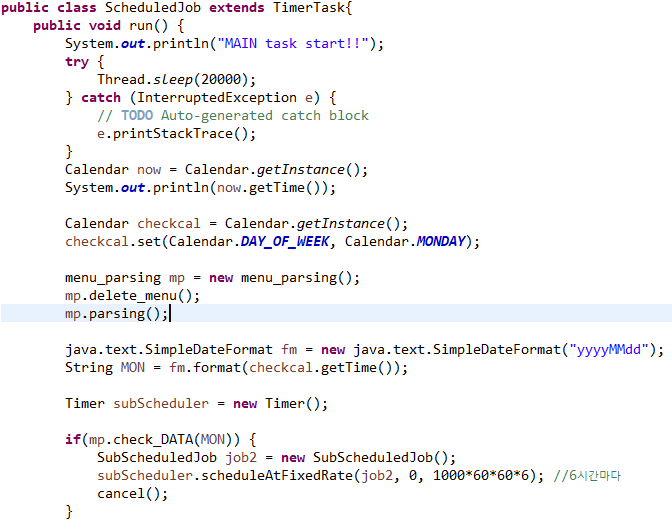 public class ScheduledJob extends TimerTask{
    public void run() {
        System.out.println("MAIN task start!!");
        try {
            Thread.sleep(20000);
        } catch (InterruptedException e) {
            // TODO Auto-generated catch block
            e.printStackTrace();
        }
        Calendar now = Calendar.getInstance();
        System.out.println(now.getTime());

        Calendar checkcal = Calendar.getInstance();
        checkcal.set(Calendar.DAY_OF_WEEK, Calendar.MONDAY);

        menu_parsing mp = new menu_parsing();
        mp.delete_menu();
        mp.parsing();

        java.text.SimpleDateFormat fm = new java.text.SimpleDateFormat("yyyyMMdd");
        String MON = fm.format(checkcal.getTime());

        Timer subScheduler = new Timer();

        if(mp.check_DATA(MON)) {
            SubScheduledJob job2 = new SubScheduledJob();
            subScheduler.scheduleAtFixedRate(job2, 0, 1000*60*60*6); //6시간마다
            cancel();
        }